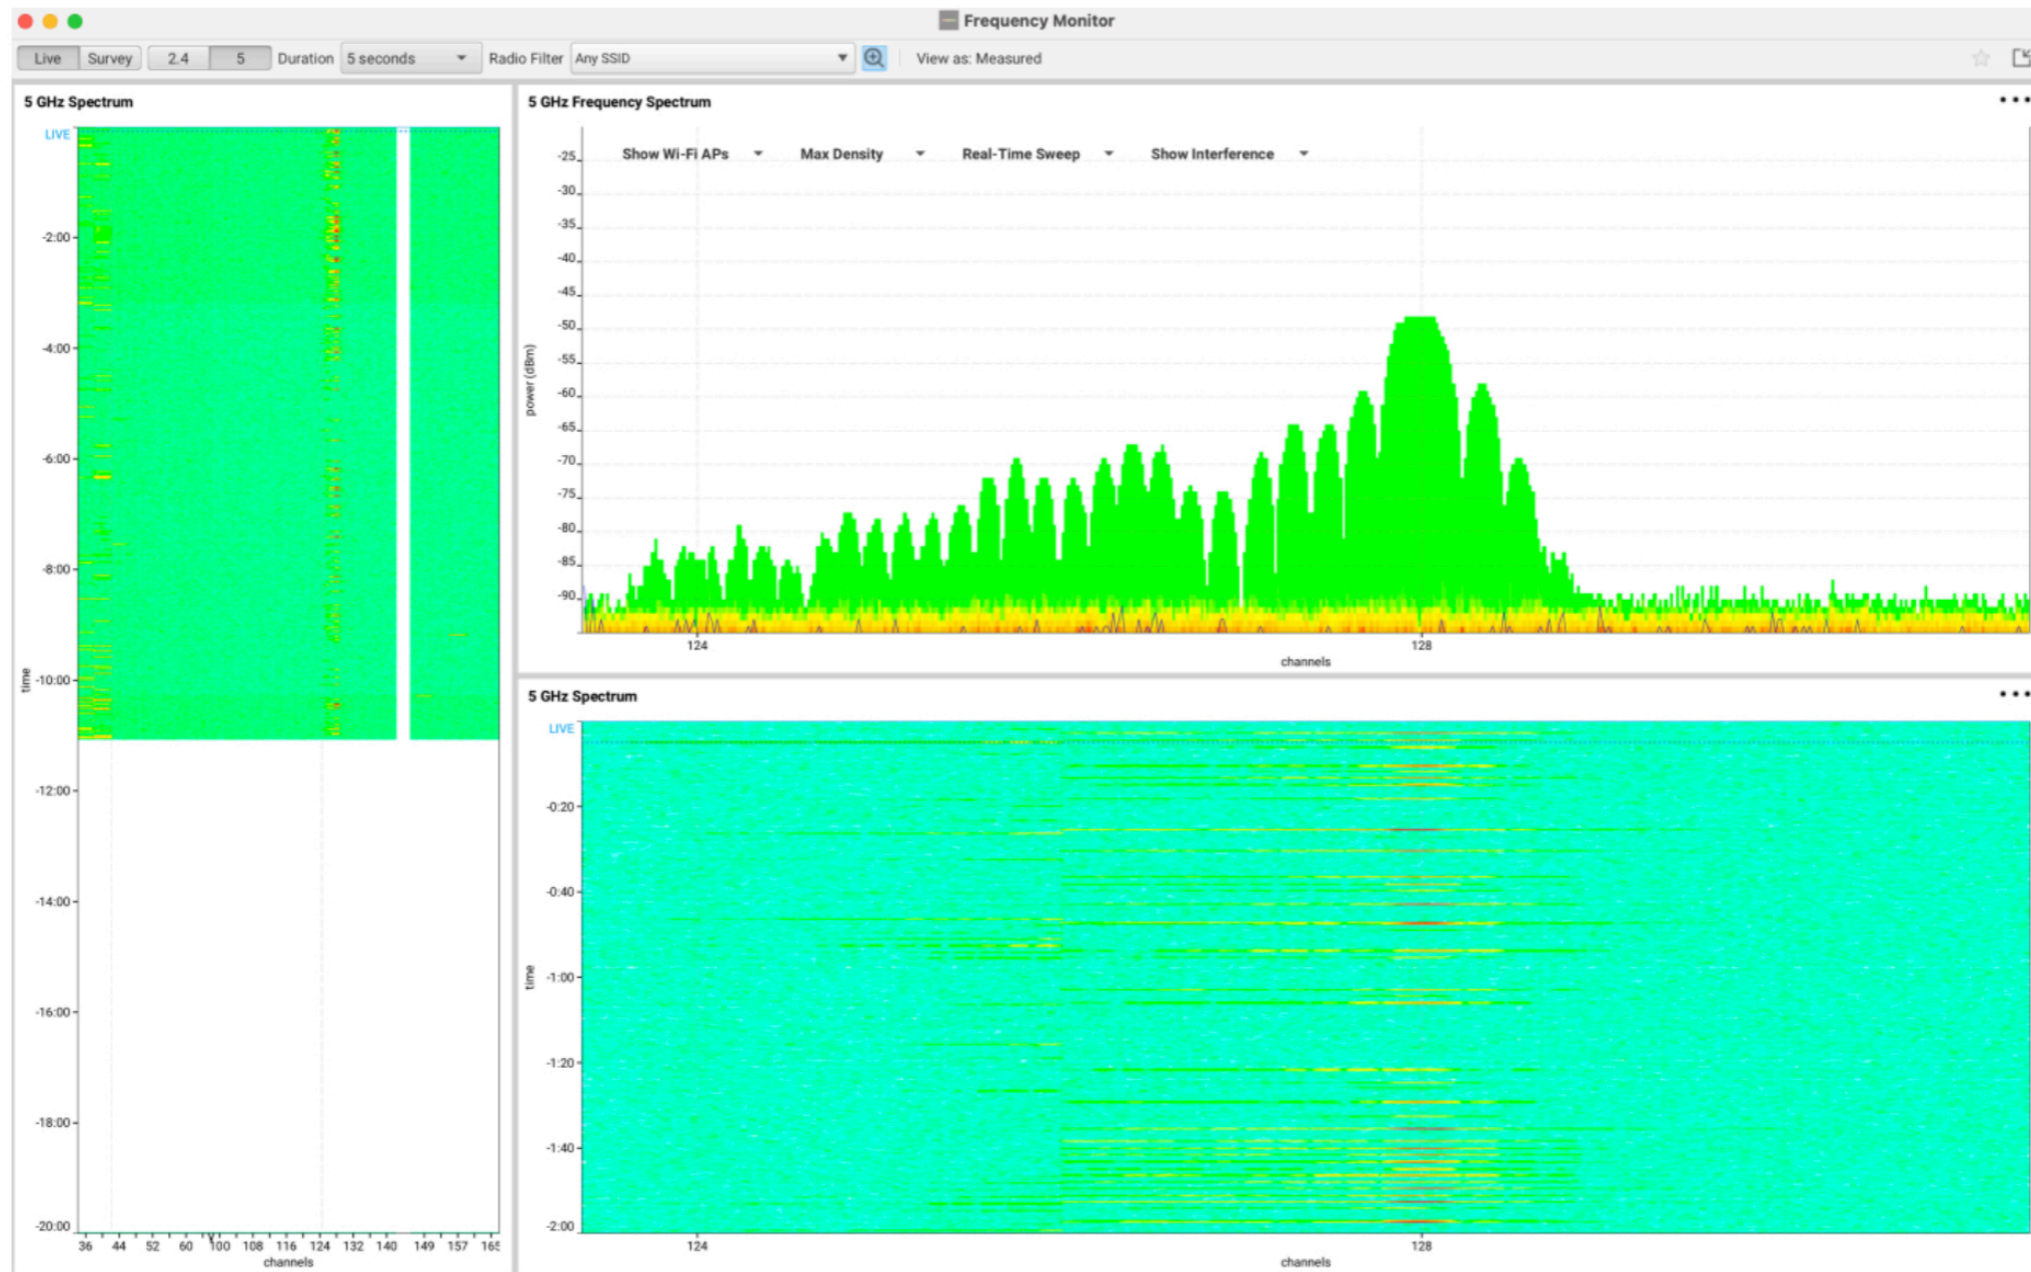 Frequency Monitor
Live Survey 2.4 5 Duration 5 seconds Radio Filter Any SSID View as: Measured
5 GHz Spectrum
LIVE
-2:00
-4:00
-6:00
-8:00
-10:00
-12:00
-14:00
-16:00
-18:00
-20:00
time
36 44 52 60 100 108 116 124 132 140 149 157 165
channels
5 GHz Frequency Spectrum
Show Wi-Fi APs Max Density Real-Time Sweep Show Interference
-25
-30
-35
-40
-45
-50
-55
-60
-65
-70
-75
-80
-85
-90
power (dBm)
124 128
channels
5 GHz Spectrum
LIVE
-0:20
-0:40
-1:00
-1:20
-1:40
-2:00
time
124 128
channels